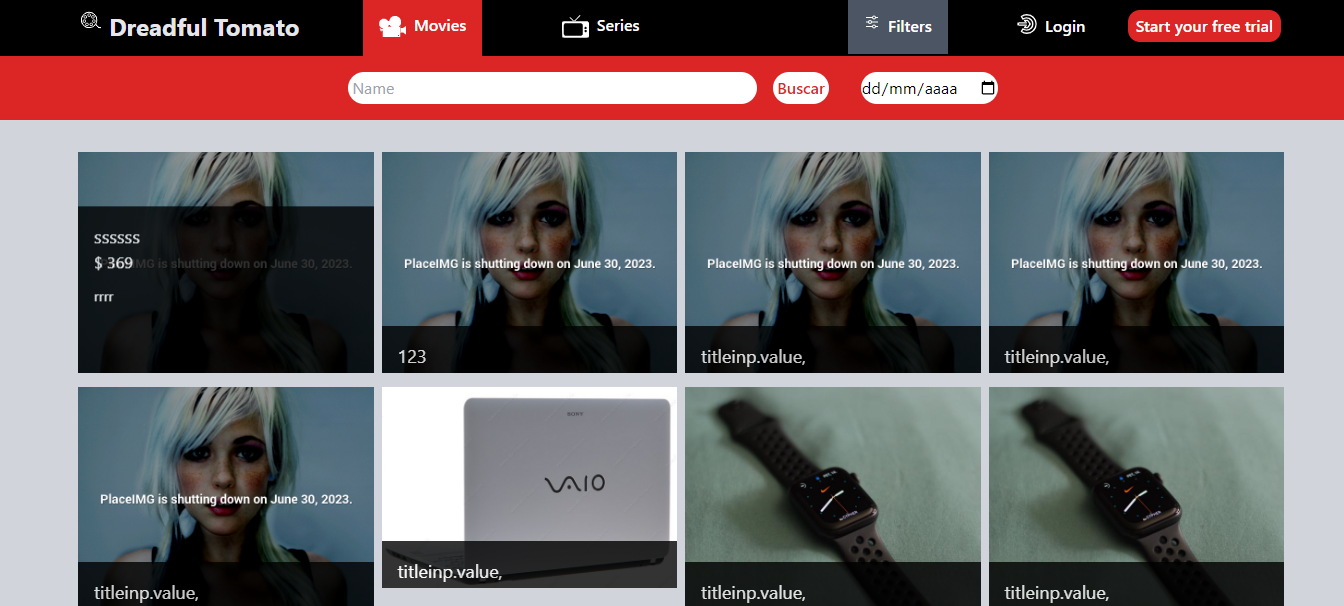 Dreadful Tomato
Movies
Series
Filters
Login
Start your free trial
Name
Buscar
dd/mm/aaaa
ssssss
$ 369
MG is shutting down on June 30, 2023.
rrrr
PlaceIMG is shutting down on June 30, 2023.
123
PlaceIMG is shutting down on June 30, 2023.
titleinp.value,
PlaceIMG is shutting down on June 30, 2023.
titleinp.value,
PlaceIMG is shutting down on June 30, 2023.
titleinp.value,
SONY
VAIO
titleinp.value,
titleinp.value,
titleinp.value,